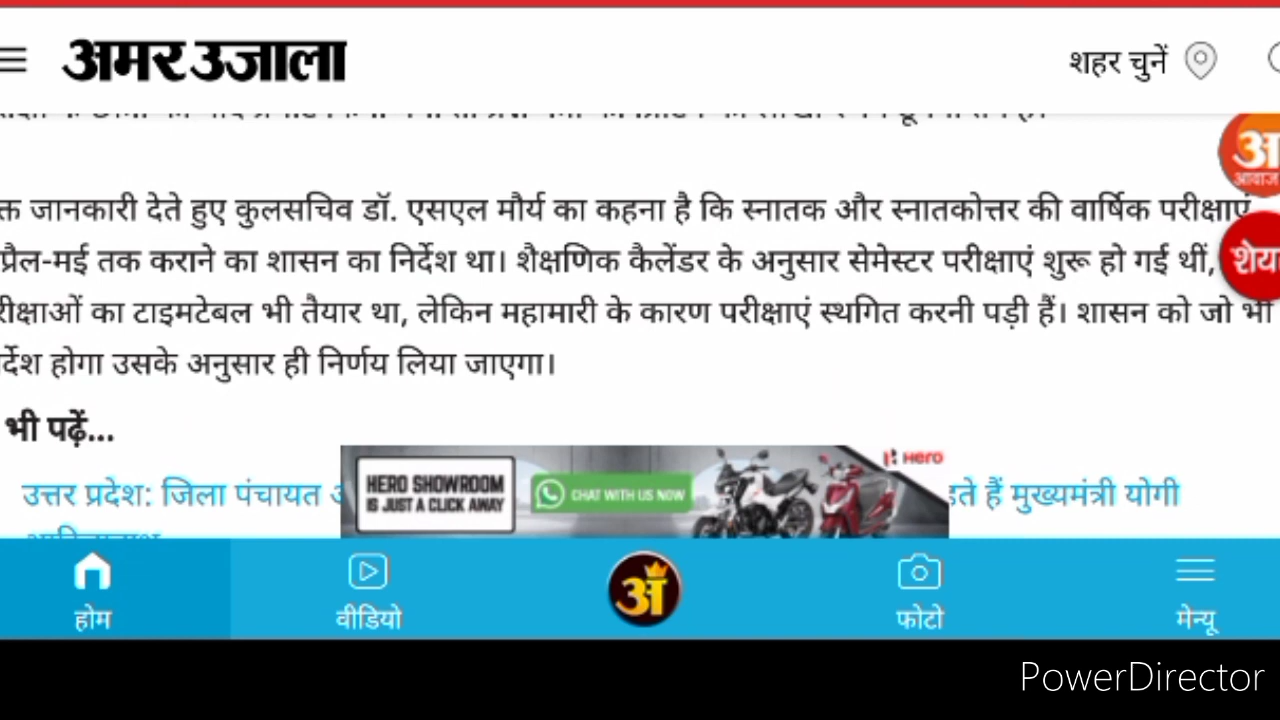 अमर उजाला
शहर चुनें
अ
आवाज
क्त जानकारी देते हुए कुलसचिव डॉ. एसएल मौर्य का कहना है कि स्नातक और स्नातकोत्तर की वार्षिक परीक्षाएं
प्रैल-मई तक कराने का शासन का निर्देश था। शैक्षणिक कैलेंडर के अनुसार सेमेस्टर परीक्षाएं शुरू हो गई थीं,
शेय
रीक्षाओं का टाइमटेबल भी तैयार था, लेकिन महामारी के कारण परीक्षाएं स्थगित करनी पड़ी हैं। शासन को जो भी
र्देश होगा उसके अनुसार ही निर्णय लिया जाएगा।
भी पढ़ें...
उत्तर प्रदेश: जिला पंचायत
हते हैं मुख्यमंत्री योगी
HERO SHOWROOM
IS JUST A CLICK AWAY
CHAT WITH US NOW
Hero
होम
वीडियो
अं
फोटो
मेन्यू
PowerDirector